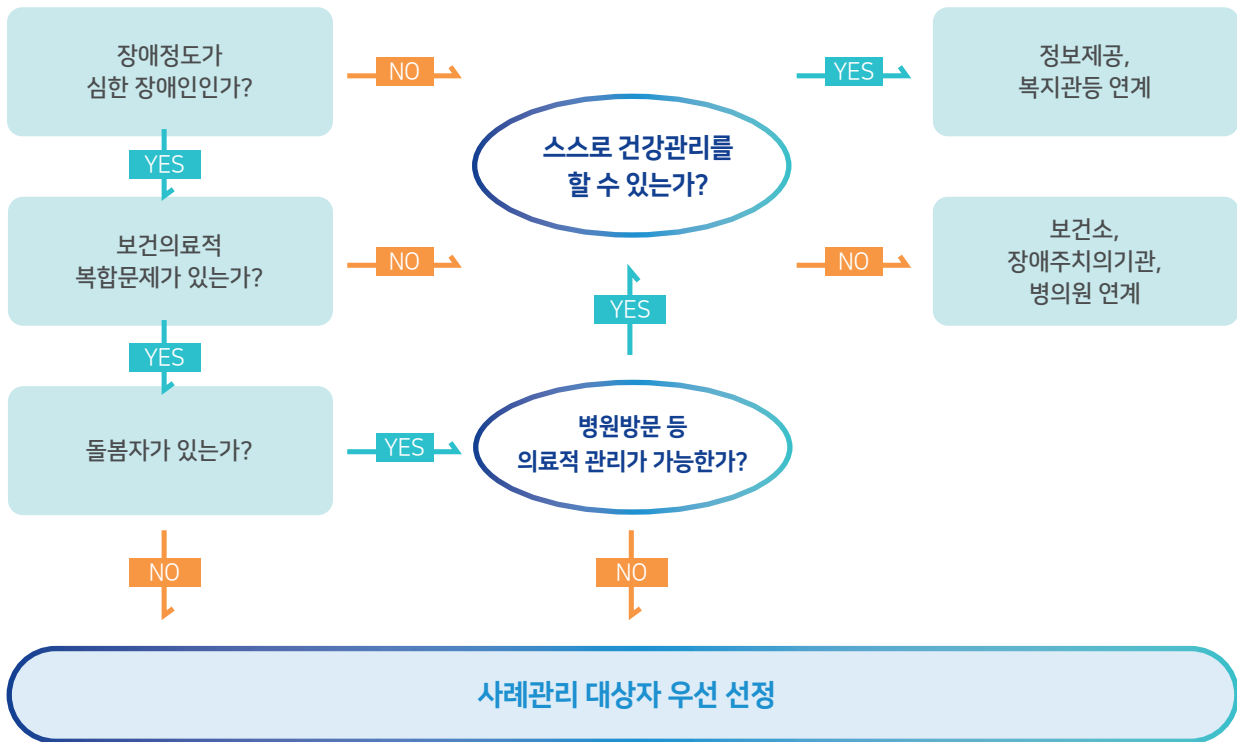 장애정도가
심한 장애인인가?
NO
스스로 건강관리를
할 수 있는가?
YES
정보제공,
복지관등 연계
YES
보건의료적
복합문제가 있는가?
NO
NO
보건소,
장애주치의기관,
병의원 연계
YES
YES
돌봄자가 있는가?
YES
병원방문 등
의료적 관리가 가능한가?
NO
NO
사례관리 대상자 우선 선정